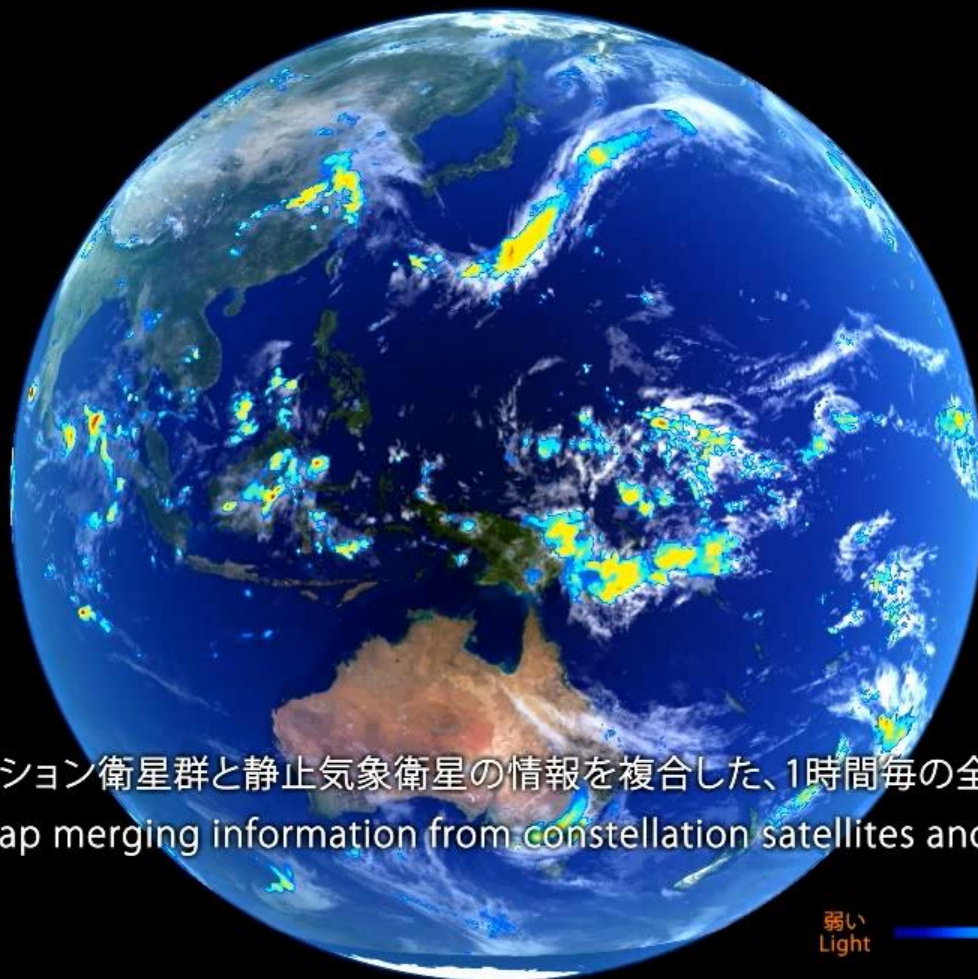 ション衛星群と静止気象衛星の情報を複合した、1時間毎の全
ap merging information from constellation satellites and
弱い
Light